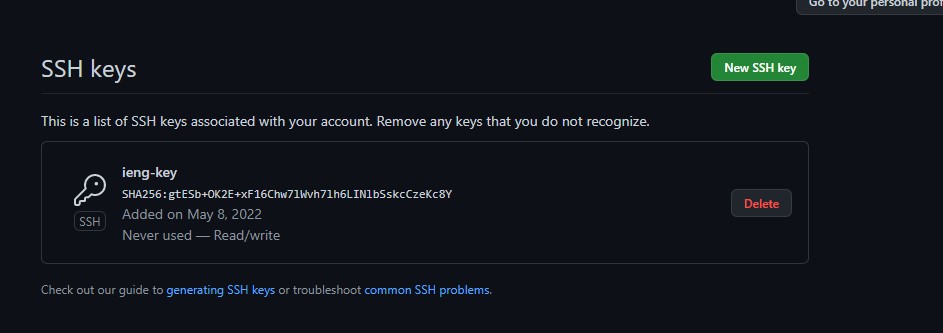 Go to your personal prof
SSH keys
New SSH key
This is a list of SSH keys associated with your account. Remove any keys that you do not recognize.
ieng-key
SHA256:gtESb+OK2E+xF16Chw7lWvh7lh6LINlbSskcCzeKc8Y
SSH
Added on May 8, 2022
Never used — Read/write
Delete
Check out our guide to generating SSH keys or troubleshoot common SSH problems.